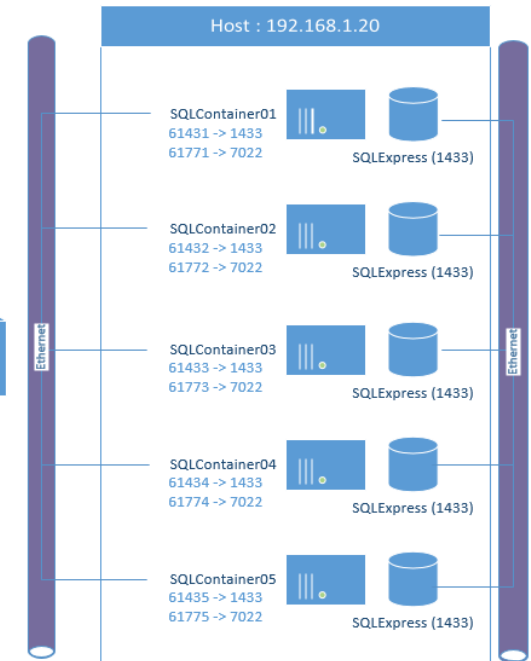 Host : 192.168.1.20
SQLContainer01
61431 -> 1433
61771 -> 7022
SQLExpress (1433)
SQLContainer02
61432 -> 1433
61772 -> 7022
SQLExpress (1433)
Ethernet
Ethernet
SQLContainer03
61433 -> 1433
61773 -> 7022
SQLExpress (1433)
SQLContainer04
61434 -> 1433
61774 -> 7022
SQLExpress (1433)
SQLContainer05
61435 -> 1433
61775 -> 7022
SQLExpress (1433)